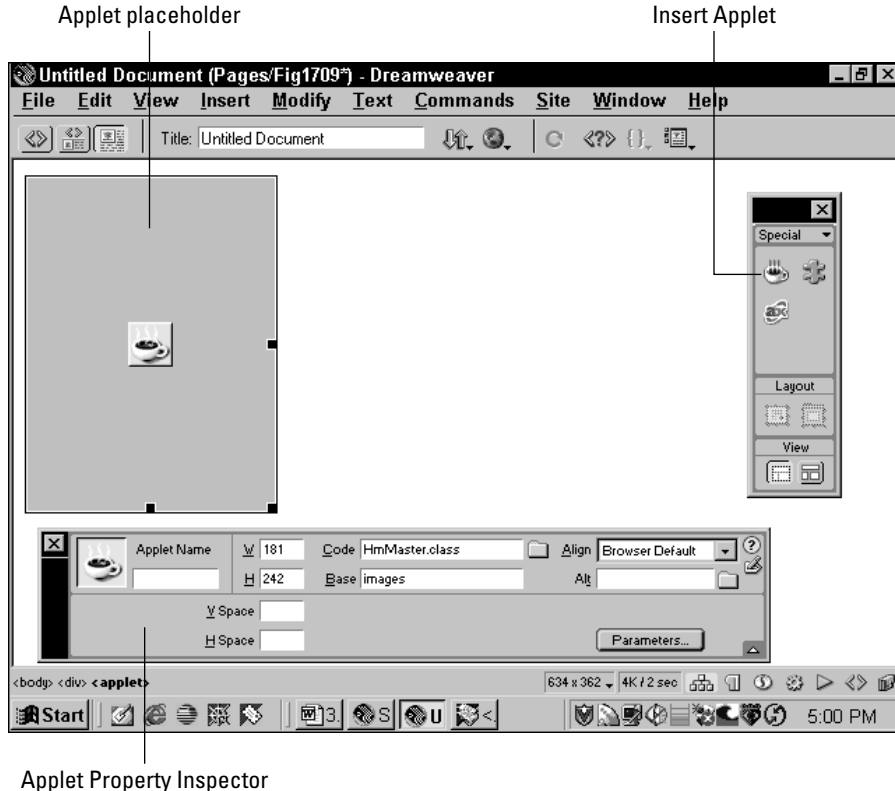 Applet placeholder
Insert Applet
Untitled Document (Pages/Fig1709*) - Dreamweaver
File Edit View Insert Modify Text Commands Site Window Help
Title: Untitled Document
Special
abc
Layout
View
Applet Name
W 181
Code HmMaster.class
Align Browser Default
H 242
Base images
Alt
V Space
H Space
Parameters...
<body> <div> <applet>
634 x 362
4K / 2 sec
Start
3.
S
U
<.
5:00 PM
Applet Property Inspector